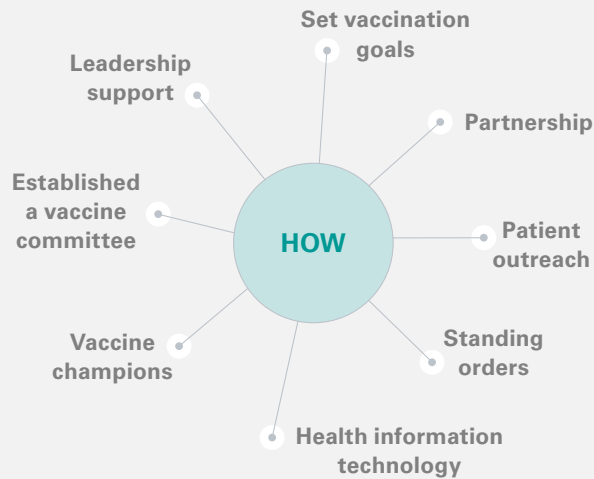 Set vaccination
goals
Leadership
support
Partnership
Established
a vaccine
committee
HOW
Patient
outreach
Vaccine
champions
Standing
orders
Health information
technology